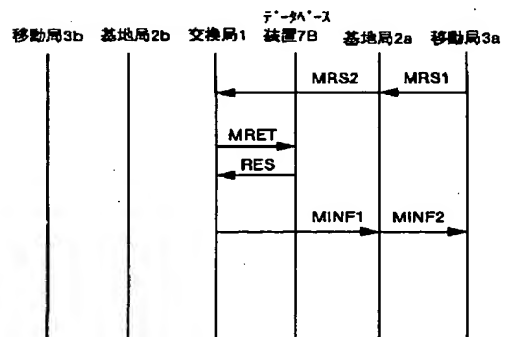 データベース
移動局3b 基地局2b 交換局1 装置7B 基地局2a 移動局3a
MRS2 MRS1
MRET
RES
MINF1 MINF2